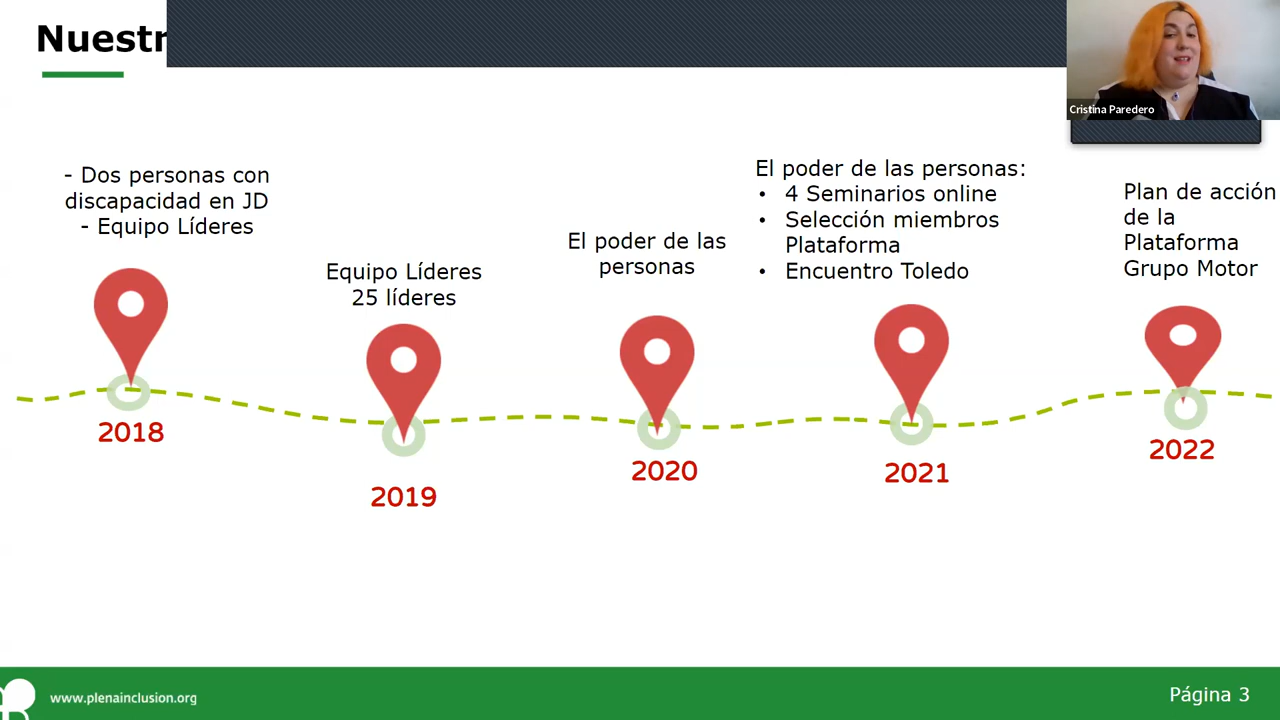 Nuestr
Cristina Paredero
- Dos personas con
discapacidad en JD
- Equipo Líderes
Equipo Líderes
25 líderes
El poder de las
personas
El poder de las personas:
• 4 Seminarios online
• Selección miembros
Plataforma
• Encuentro Toledo
Plan de acción
de la
Plataforma
Grupo Motor
2018
2019
2020
2021
2022
www.plenainclusion.org
Página 3